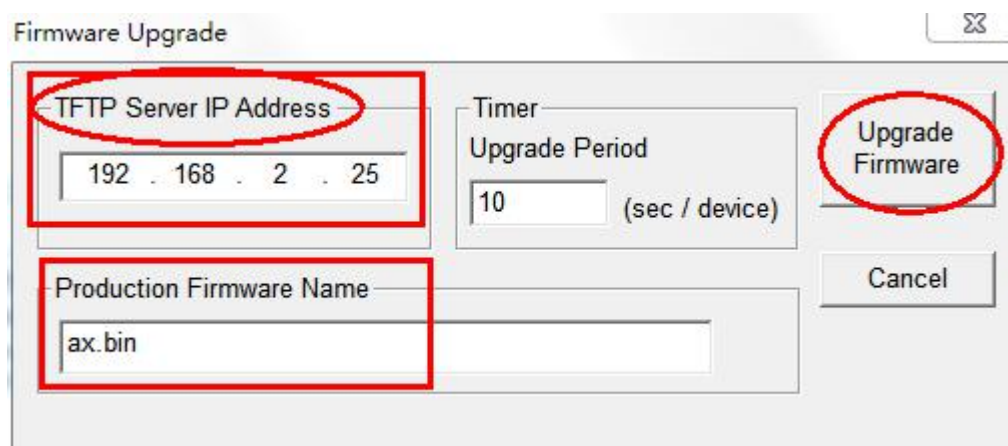 Firmware Upgrade
TFTP Server IP Address
192 . 168 . 2 . 25
Timer
Upgrade Period
10 (sec / device)
Upgrade
Firmware
Production Firmware Name
ax.bin
Cancel